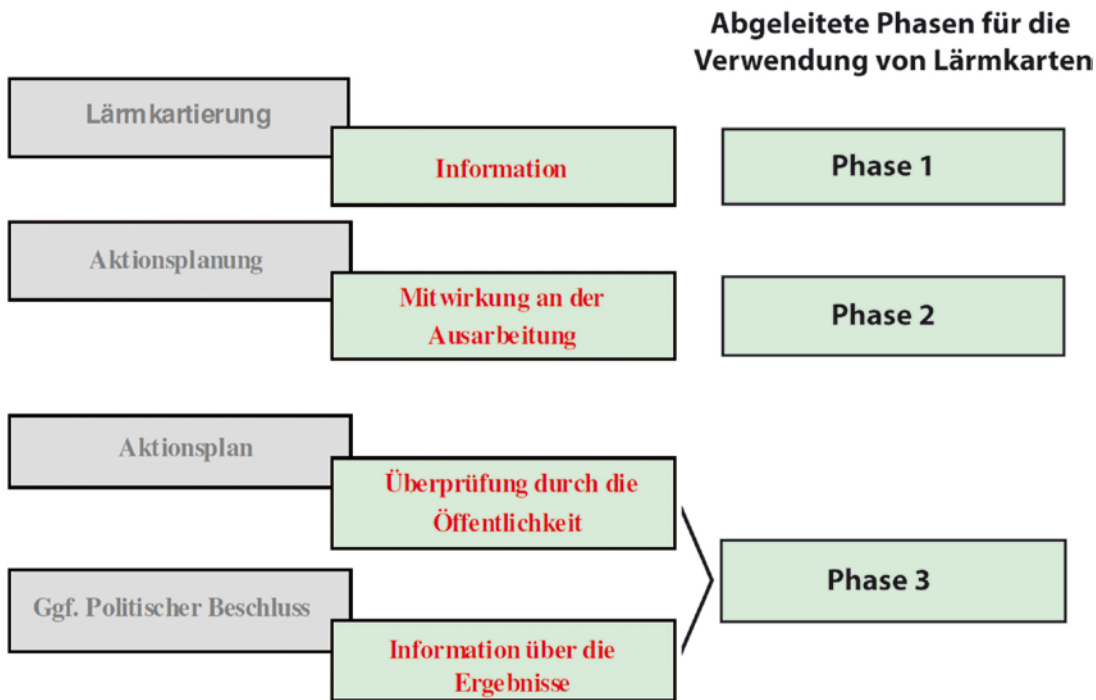 Abgeleitete Phasen für die
Verwendung von Lärmkarten
Lärmkartierung
Information
Phase 1
Aktionsplanung
Mitwirkung an der
Ausarbeitung
Phase 2
Aktionsplan
Überprüfung durch die
Öffentlichkeit
Phase 3
Ggf. Politischer Beschluss
Information über die
Ergebnisse